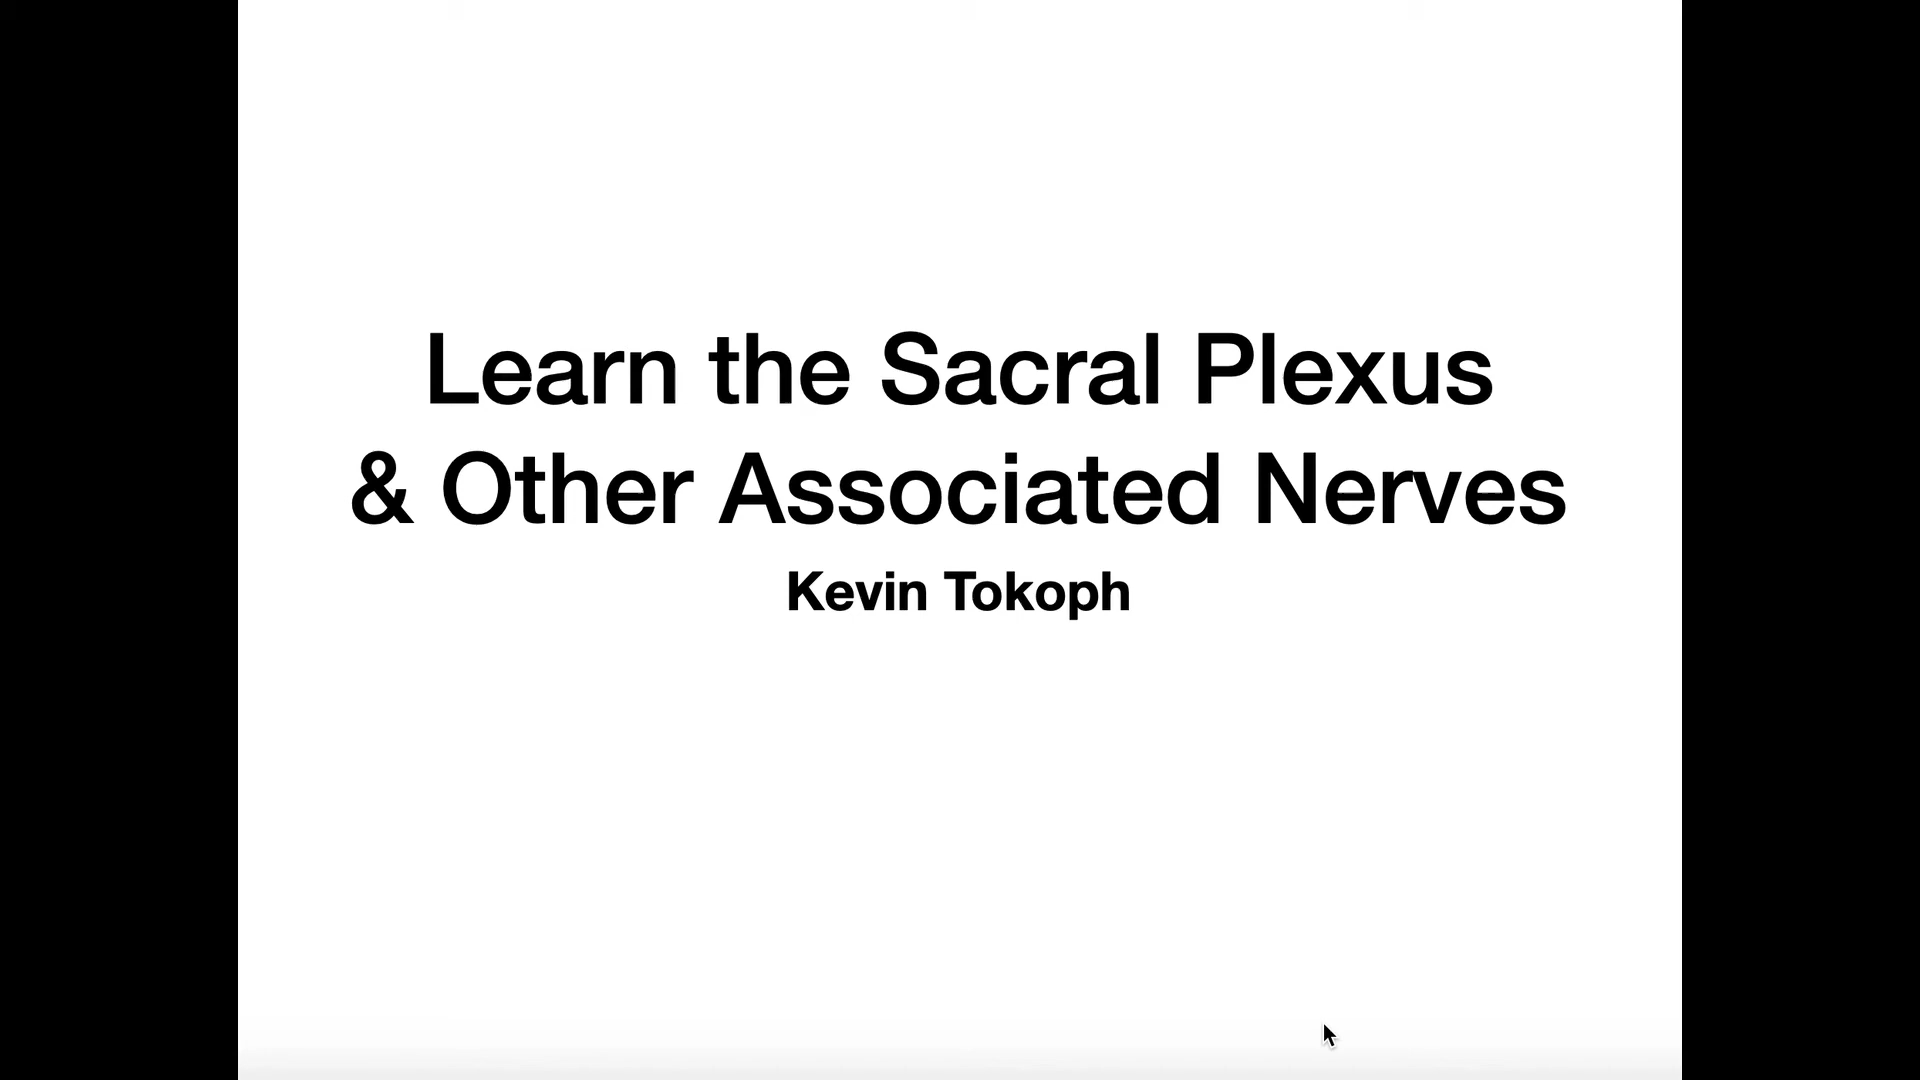 Learn the Sacral Plexus
& Other Associated Nerves
Kevin Tokoph